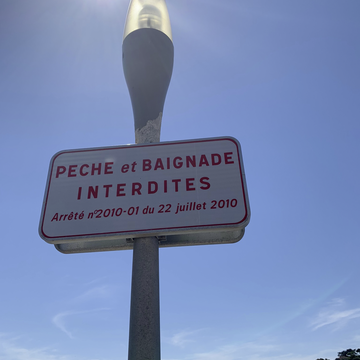 PECHE et BAIGNADE
INTERDITES
Arrêté n°2010-01 du 22 juillet 2010